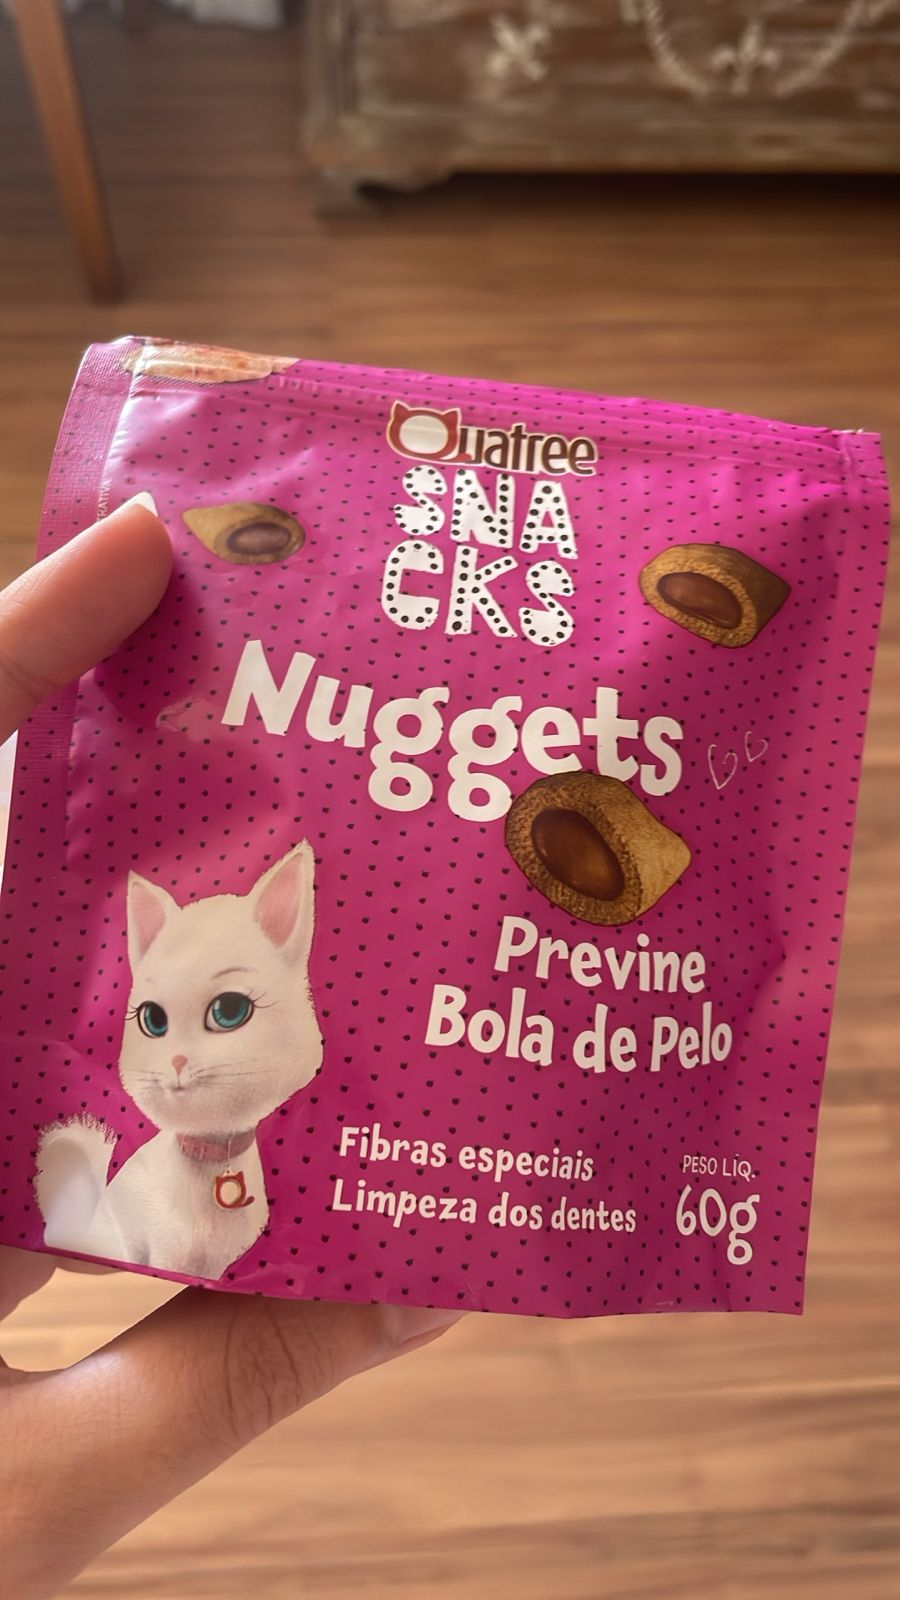 Quatree
SNA
CKS
Nuggets
Previne
Bola de Pelo
Fibras especiais
Limpeza dos dentes
PESO LÍQ.
60g